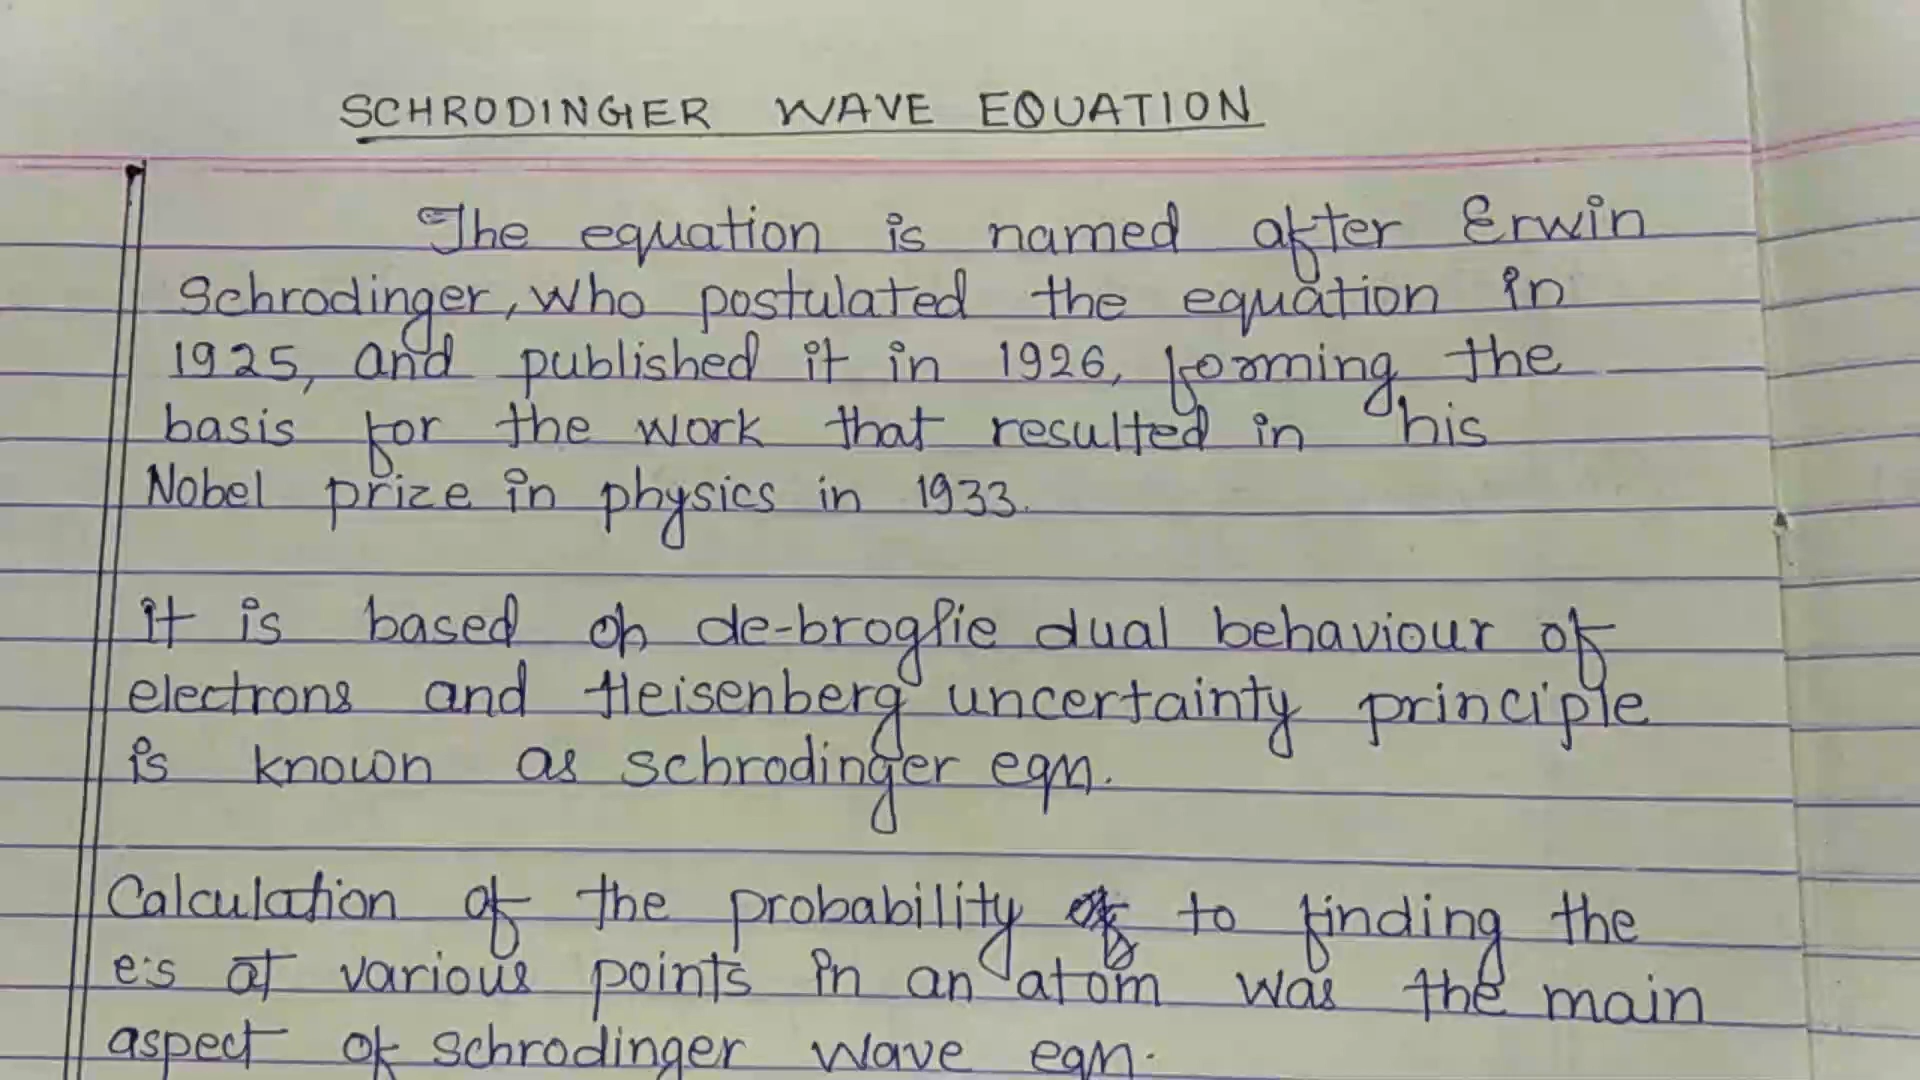 SCHRODINGER WAVE EQUATION
The equation is named after Erwin
Schrodinger, who postulated the equation in
1925, and published it in 1926, forming the
basis for the work that resulted in his
Nobel prize in physics in 1933.
it is based on de-broglie dual behaviour of
electrons and Heisenberg uncertainty principle
is known as schrodinger eqn.
Calculation of the probability to finding the
e's at various points in an atom was the main
aspect of schrodinger wave eqn.